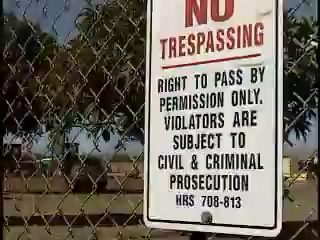 NO
TRESPASSING
RIGHT TO PASS BY
PERMISSION ONLY.
VIOLATORS ARE
SUBJECT TO
CIVIL & CRIMINAL
PROSECUTION
HRS 708-813